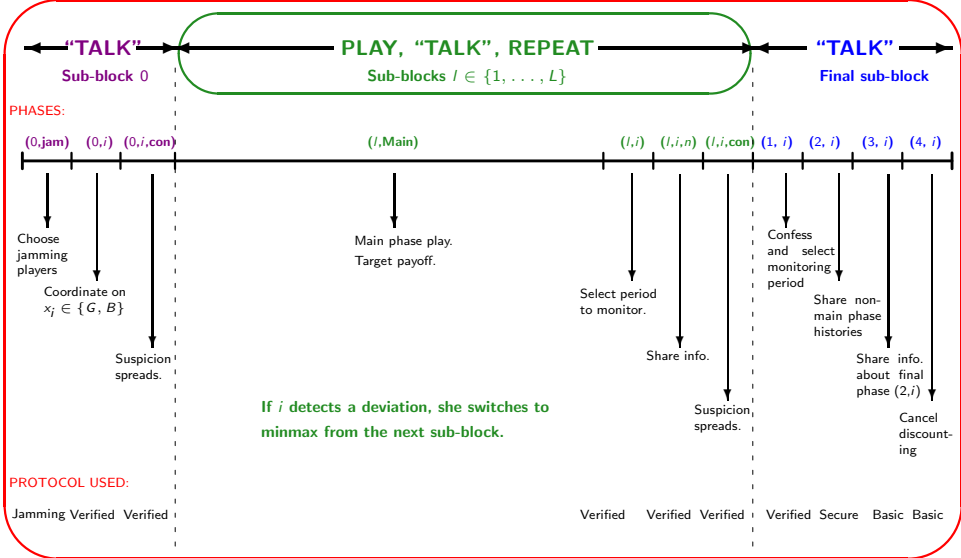 “TALK”
PLAY, “TALK”, REPEAT
“TALK”
Sub-block 0
Sub-blocks l ∈ {1, . . . , L}
Final sub-block
PHASES:
(0,jam)
(0,i)
(0,i,con)
(l,Main)
(l,i)
(l,i,n)
(l,i,con)
(1, i)
(2, i)
(3, i)
(4, i)
Choose
jamming
players
Coordinate on
x_i ∈ {G, B}
Suspicion
spreads.
Main phase play.
Target payoff.
Select period
to monitor.
Share info.
Suspicion
spreads.
Confess
and select
monitoring
period
Share non-
main phase
histories
Share info.
about final
phase (2,i)
Cancel
discount-
ing
If i detects a deviation, she switches to
minmax from the next sub-block.
PROTOCOL USED:
Jamming Verified Verified
Verified Verified Verified
Verified Secure Basic Basic